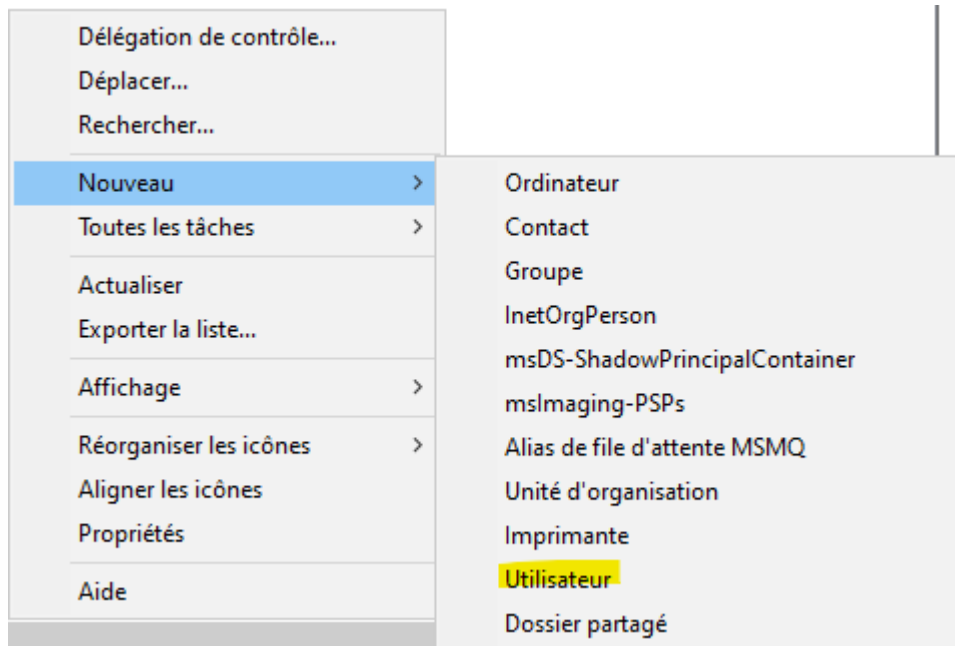 Délégation de contrôle...
Déplacer...
Rechercher...
Nouveau
Toutes les tâches
Actualiser
Exporter la liste...
Affichage
Réorganiser les icônes
Aligner les icônes
Propriétés
Aide
Ordinateur
Contact
Groupe
InetOrgPerson
msDS-ShadowPrincipalContainer
msImaging-PSPs
Alias de file d'attente MSMQ
Unité d'organisation
Imprimante
Utilisateur
Dossier partagé